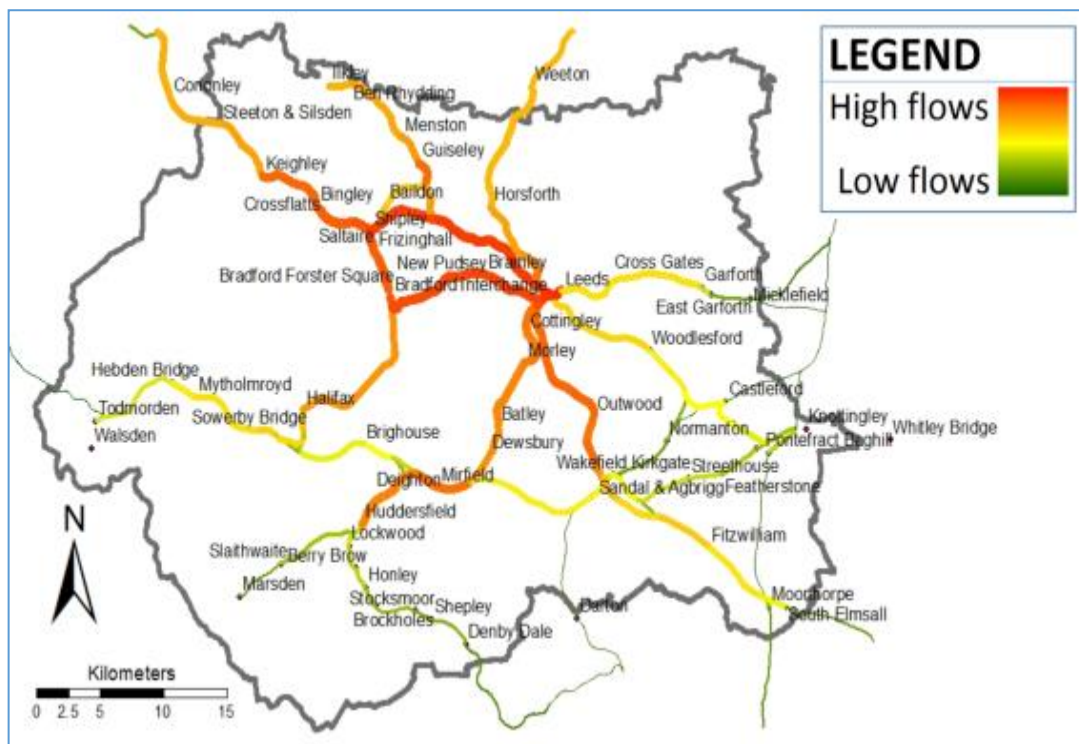 LEGEND
High flows
Low flows
Cononley
Steeton & Silsden
Ilkley
Ben Rhydding
Menston
Guiseley
Weeton
Keighley
Bingley
Crossflatts
Baildon
Shipley
Saltaire
Frizinghall
Horsforth
New Pudsey
Bramley
Bradford Forster Square
Bradford Interchange
Leeds
Cross Gates
Garforth
East Garforth
Micklefield
Cottingley
Woodlesford
Morley
Hebden Bridge
Mytholmroyd
Todmorden
Sowerby Bridge
Halifax
Walsden
Batley
Outwood
Castleford
Knottingley
Whitley Bridge
Brighouse
Dewsbury
Normanton
Pontefract Baghill
Deighton
Mirfield
Wakefield Kirkgate
Streethouse
Sandal & Agbrigg
Featherstone
Huddersfield
Lockwood
Fitzwilliam
Slaithwaite
Berry Brow
Marsden
Honley
Stocksmoor
Shepley
Brockholes
Denby Dale
Darton
Moorthorpe
South Elmsall
N
Kilometers
0 2.5 5 10 15